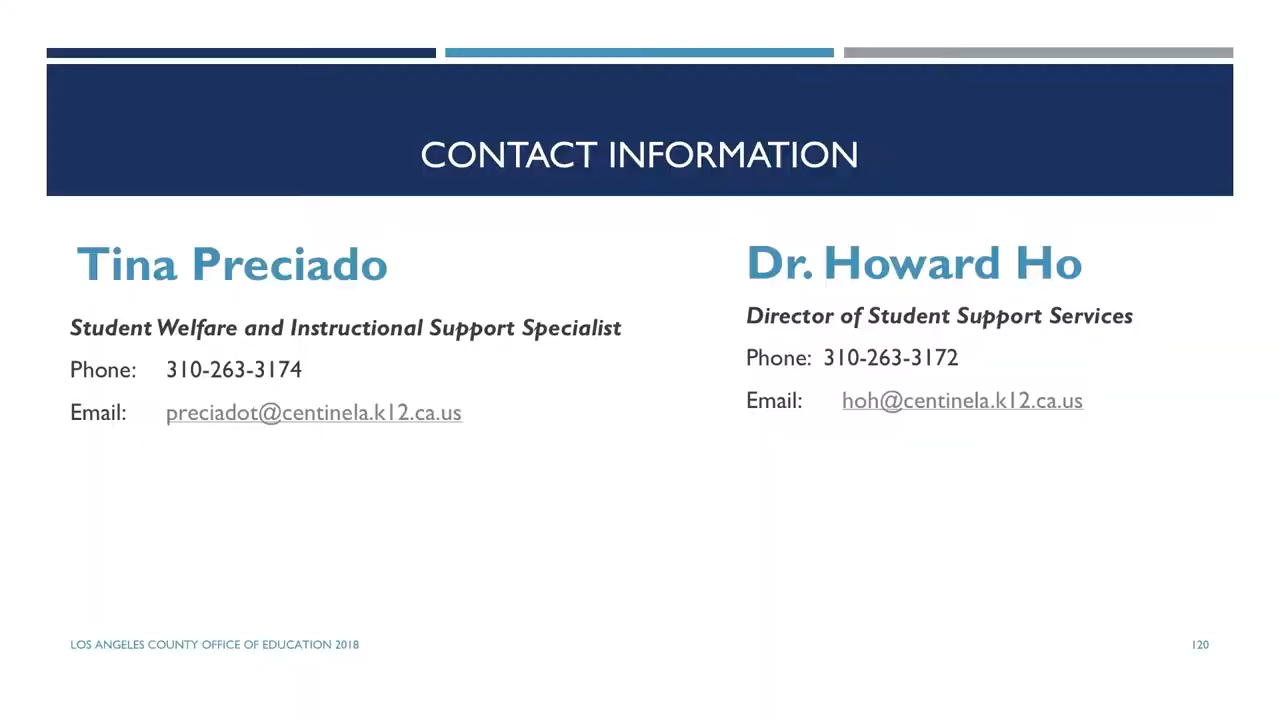 CONTACT INFORMATION
Tina Preciado
Student Welfare and Instructional Support Specialist
Phone: 310-263-3174
Email: preciadot@centinela.k12.ca.us
Dr. Howard Ho
Director of Student Support Services
Phone: 310-263-3172
Email: hoh@centinela.k12.ca.us
LOS ANGELES COUNTY OFFICE OF EDUCATION 2018
120